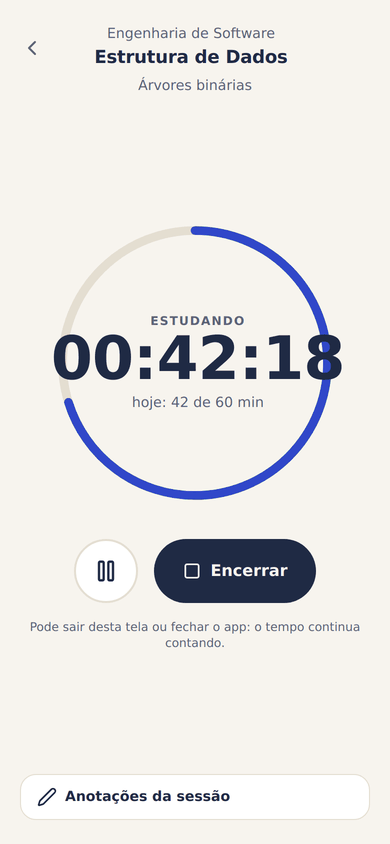 Engenharia de Software
Estrutura de Dados
Árvores binárias
ESTUDANDO
00:42:18
hoje: 42 de 60 min
Encerrar
Pode sair desta tela ou fechar o app: o tempo continua
contando.
Anotações da sessão